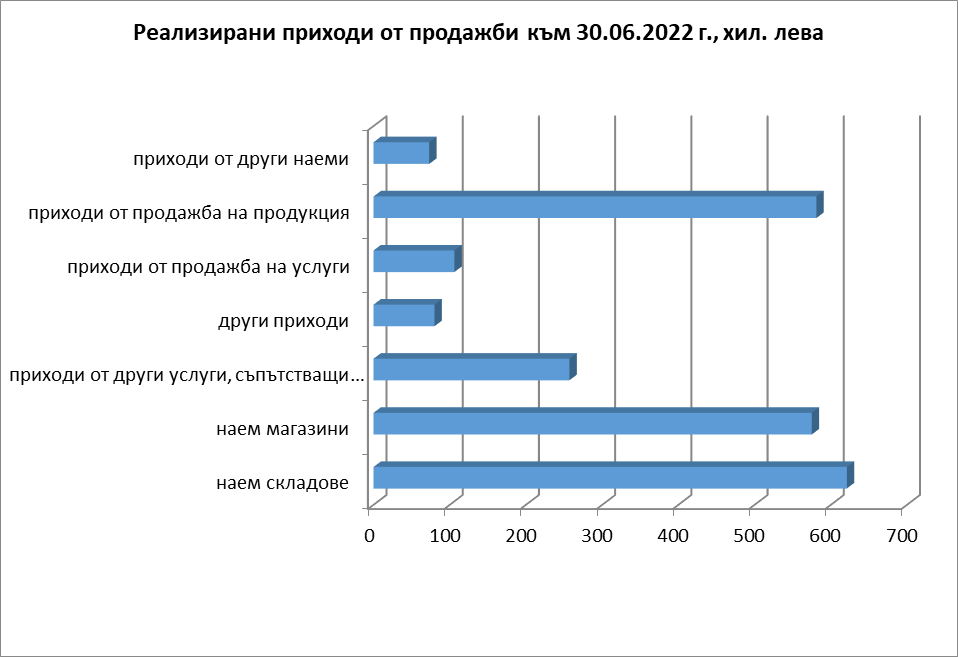 Реализирани приходи от продажби към 30.06.2022 г., хил. лева
приходи от други наеми
приходи от продажба на продукция
приходи от продажба на услуги
други приходи
приходи от други услуги, съпътстващи...
наем магазини
наем складове
0 100 200 300 400 500 600 700